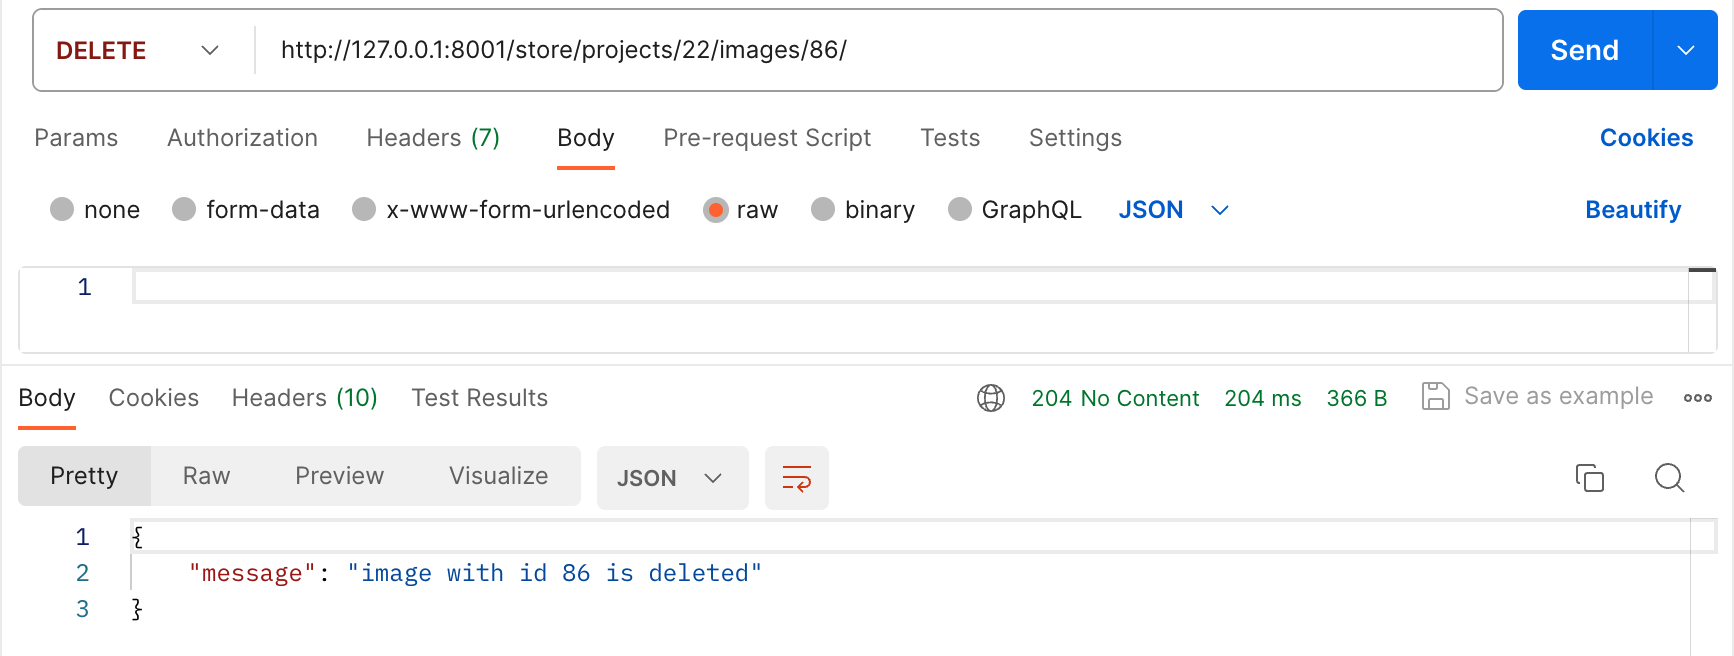 DELETE http://127.0.0.1:8001/store/projects/22/images/86/ Send
Params Authorization Headers (7) Body Pre-request Script Tests Settings Cookies
none form-data x-www-form-urlencoded raw binary GraphQL JSON Beautify
1
Body Cookies Headers (10) Test Results 204 No Content 204 ms 366 B Save as example
Pretty Raw Preview Visualize JSON
1 {
2 "message": "image with id 86 is deleted"
3 }